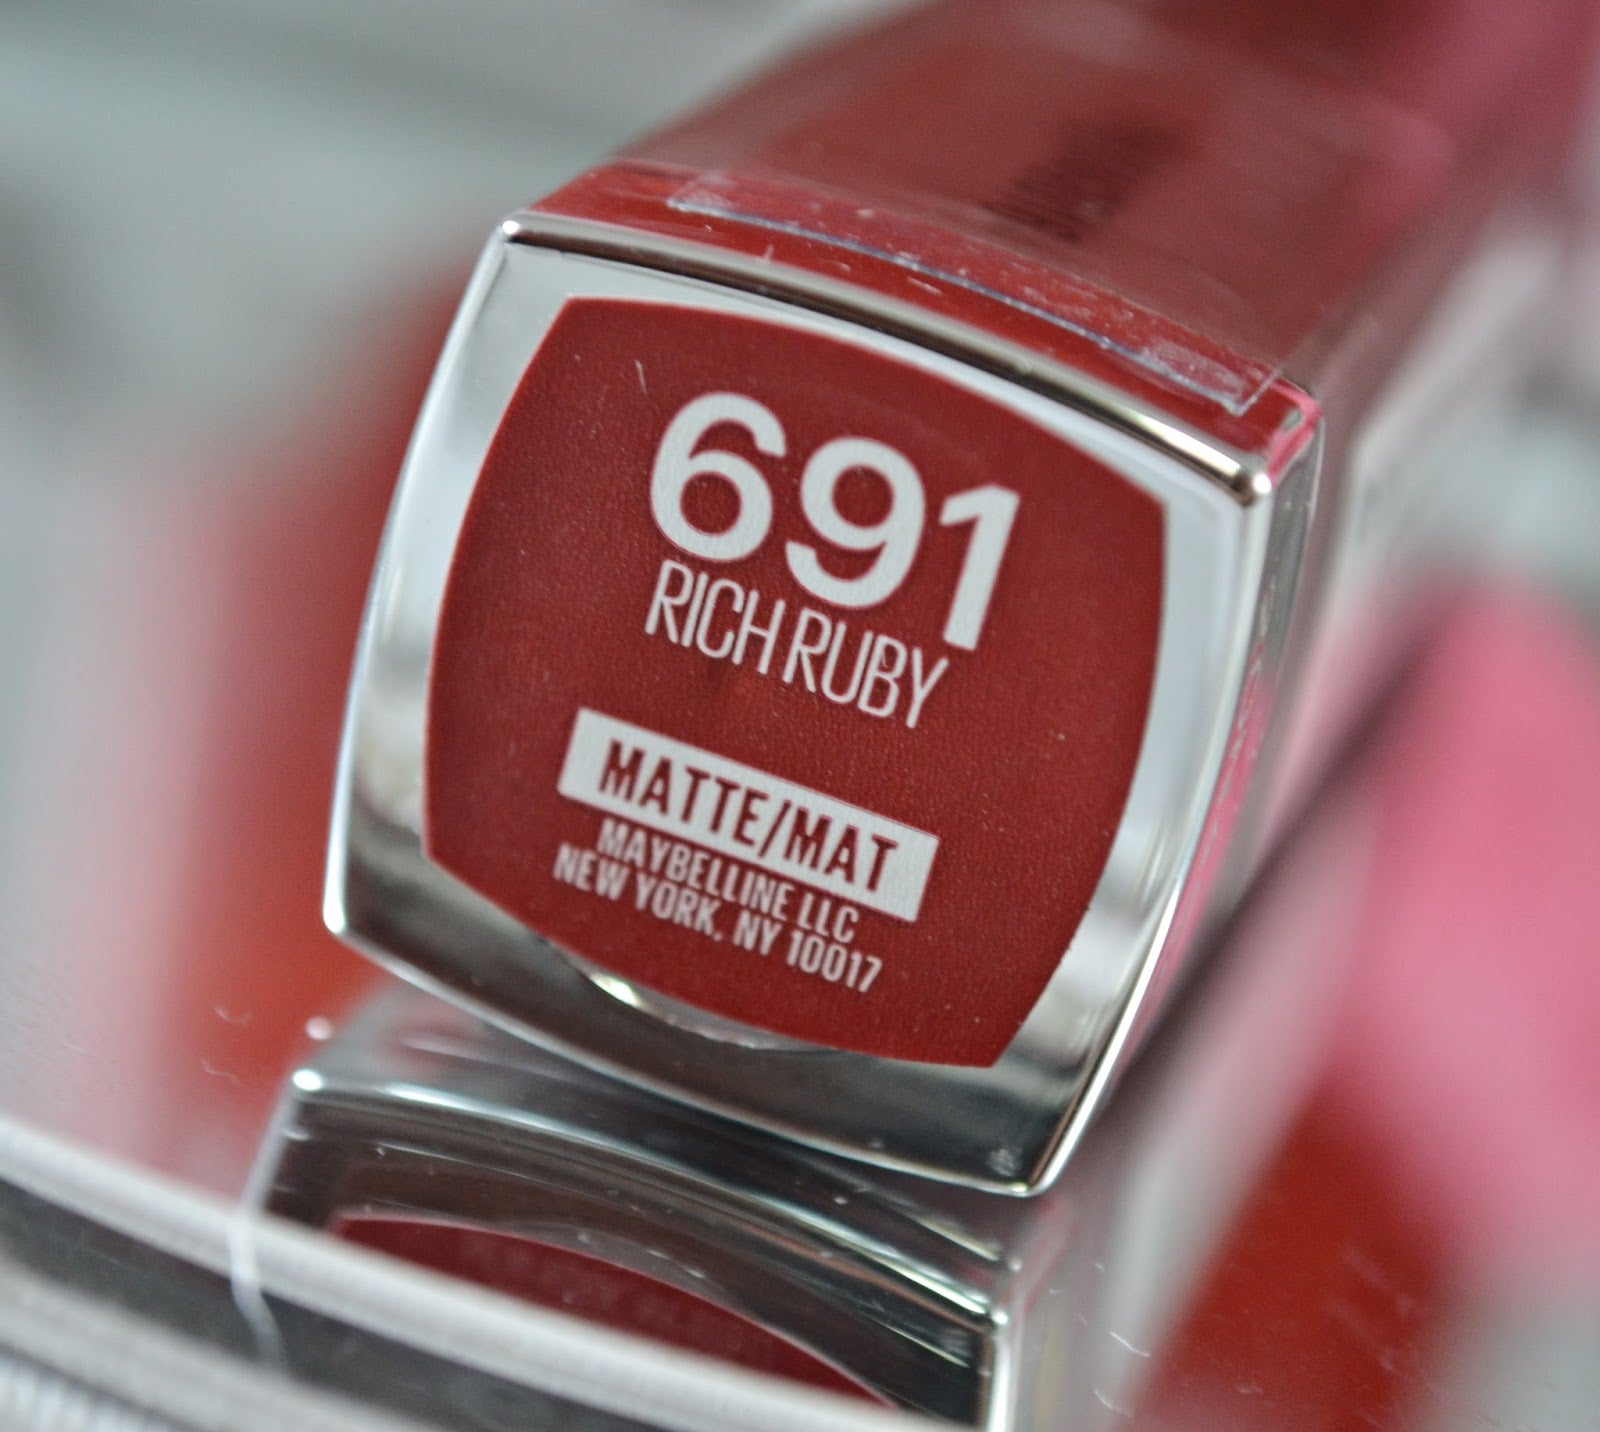 691
RICH RUBY
MATTE/MAT
MAYBELLINE LLC
NEW YORK, NY 10017